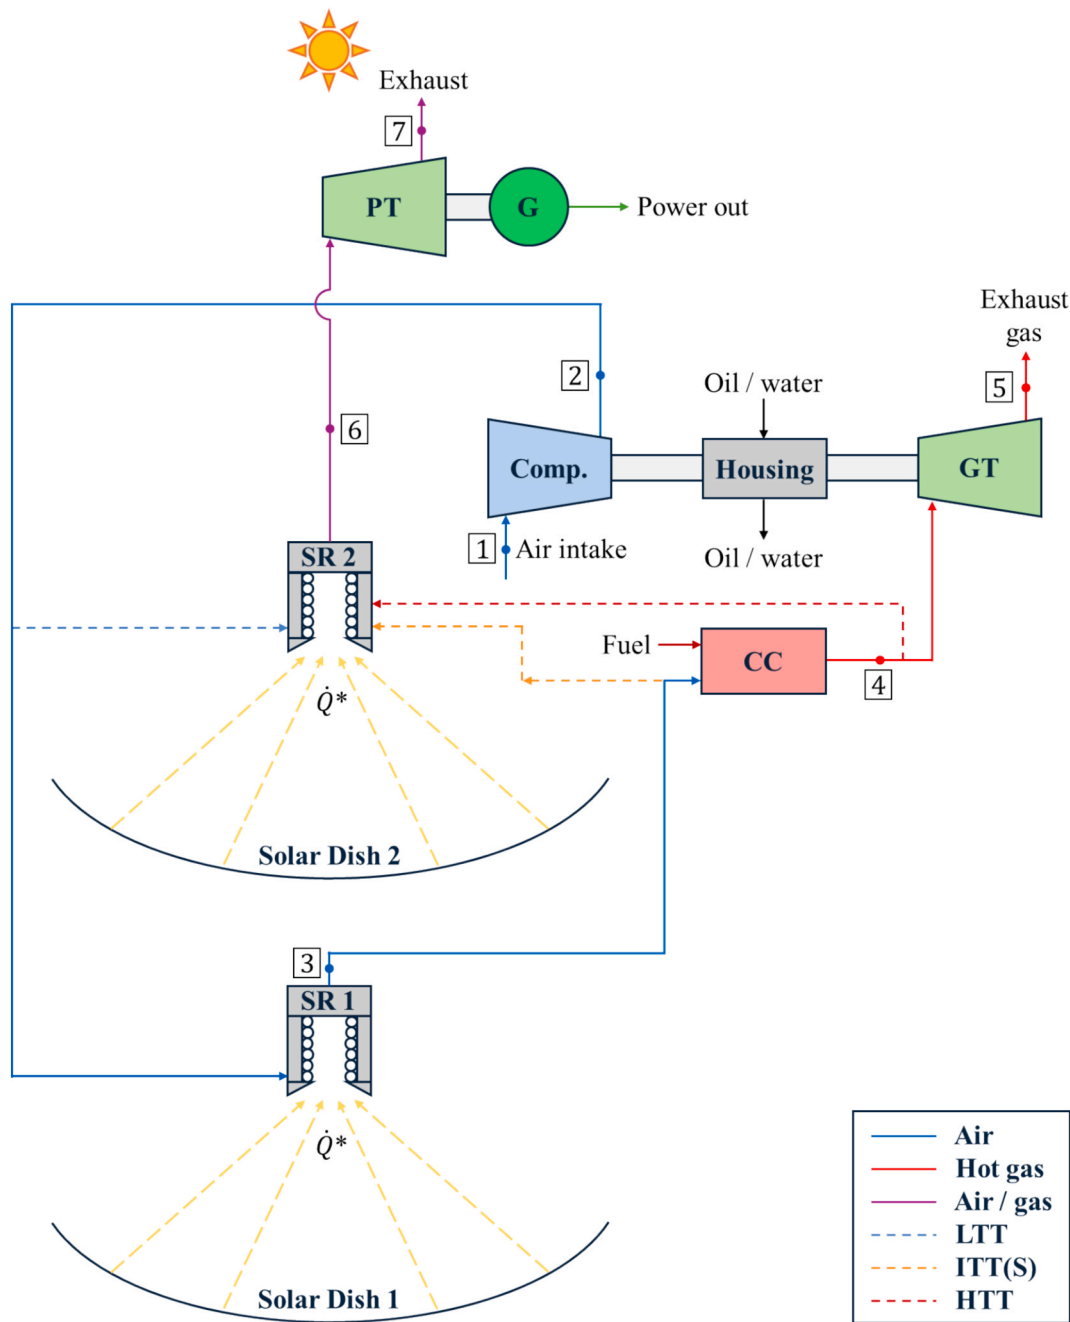 Exhaust
7
PT
G
Power out
Exhaust
gas
2
5
Oil / water
6
Comp.
Housing
GT
1
Air intake
Oil / water
SR 2
Fuel
CC
4
Q̇*
Solar Dish 2
3
SR 1
Q̇*
Solar Dish 1
Air
Hot gas
Air / gas
LTT
ITT(S)
HTT